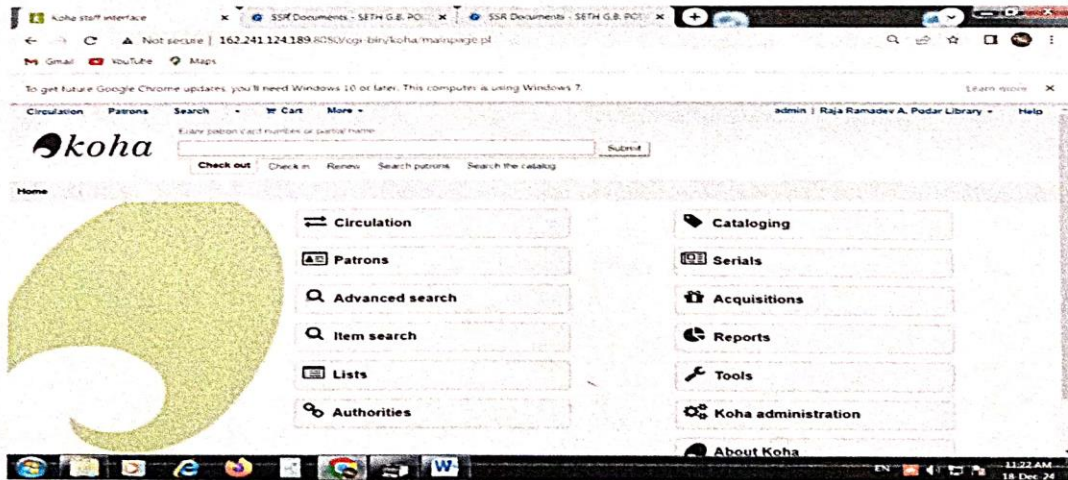 Koha staff interface
SSR Documents - SETH G.B. PO
SSR Documents - SETH G.B. POD
Not secure | 162.241.124.189:8050/cgi-bin/koha/mainpage.pl
Gmail YouTube Maps
To get future Google Chrome updates, you'll need Windows 10 or later. This computer is using Windows 7.
Learn more
Circulation Patrons Search Cart More
admin | Raja Ramadev A. Podar Library Help
koha
Enter patron card number or partial name
Submit
Check out Check in Renew Search patrons Search the catalog
Home
Circulation
Cataloging
Patrons
Serials
Advanced search
Acquisitions
Item search
Reports
Lists
Tools
Authorities
Koha administration
About Koha
EN
11:22 AM
18-Dec-24